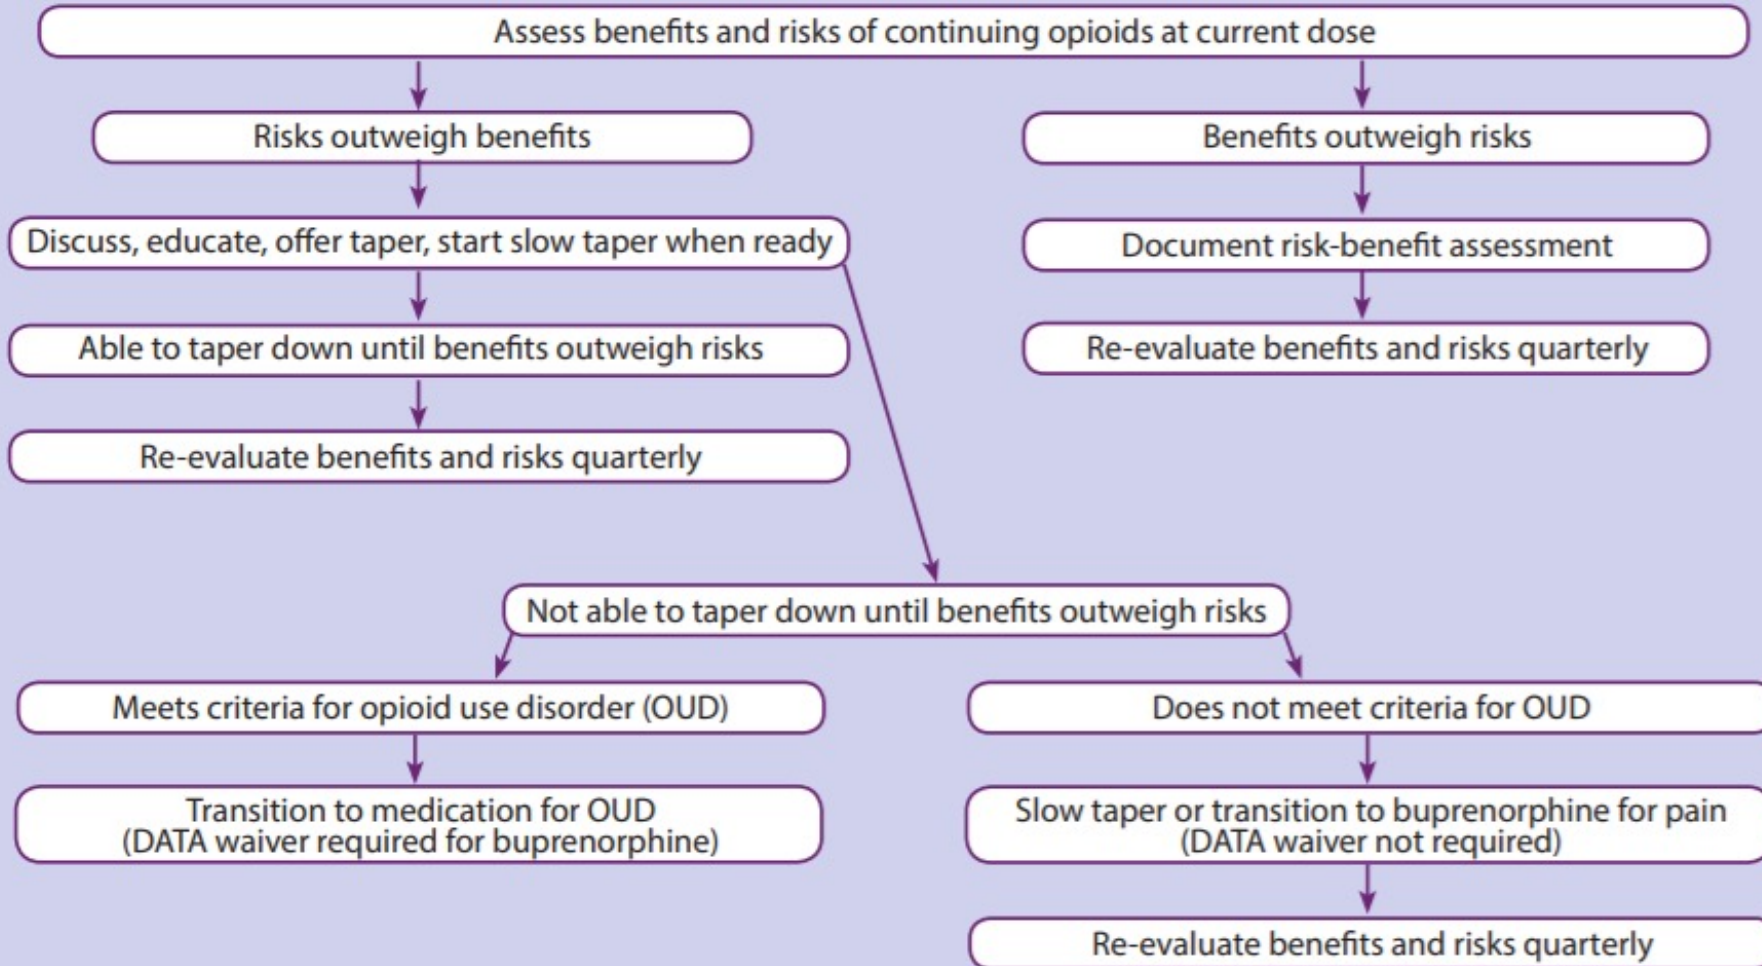 Assess benefits and risks of continuing opioids at current dose
Risks outweigh benefits
Benefits outweigh risks
Discuss, educate, offer taper, start slow taper when ready
Document risk-benefit assessment
Able to taper down until benefits outweigh risks
Re-evaluate benefits and risks quarterly
Re-evaluate benefits and risks quarterly
Not able to taper down until benefits outweigh risks
Meets criteria for opioid use disorder (OUD)
Does not meet criteria for OUD
Transition to medication for OUD
(DATA waiver required for buprenorphine)
Slow taper or transition to buprenorphine for pain
(DATA waiver not required)
Re-evaluate benefits and risks quarterly